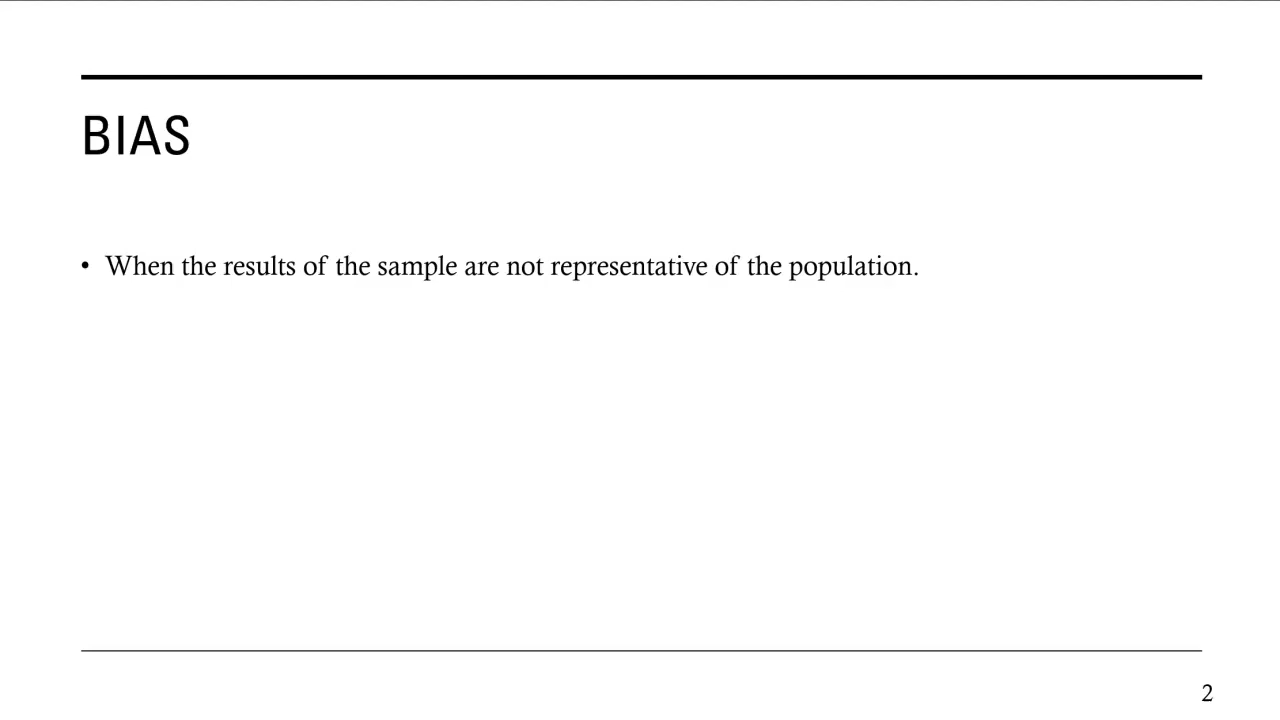 BIAS
• When the results of the sample are not representative of the population.
2